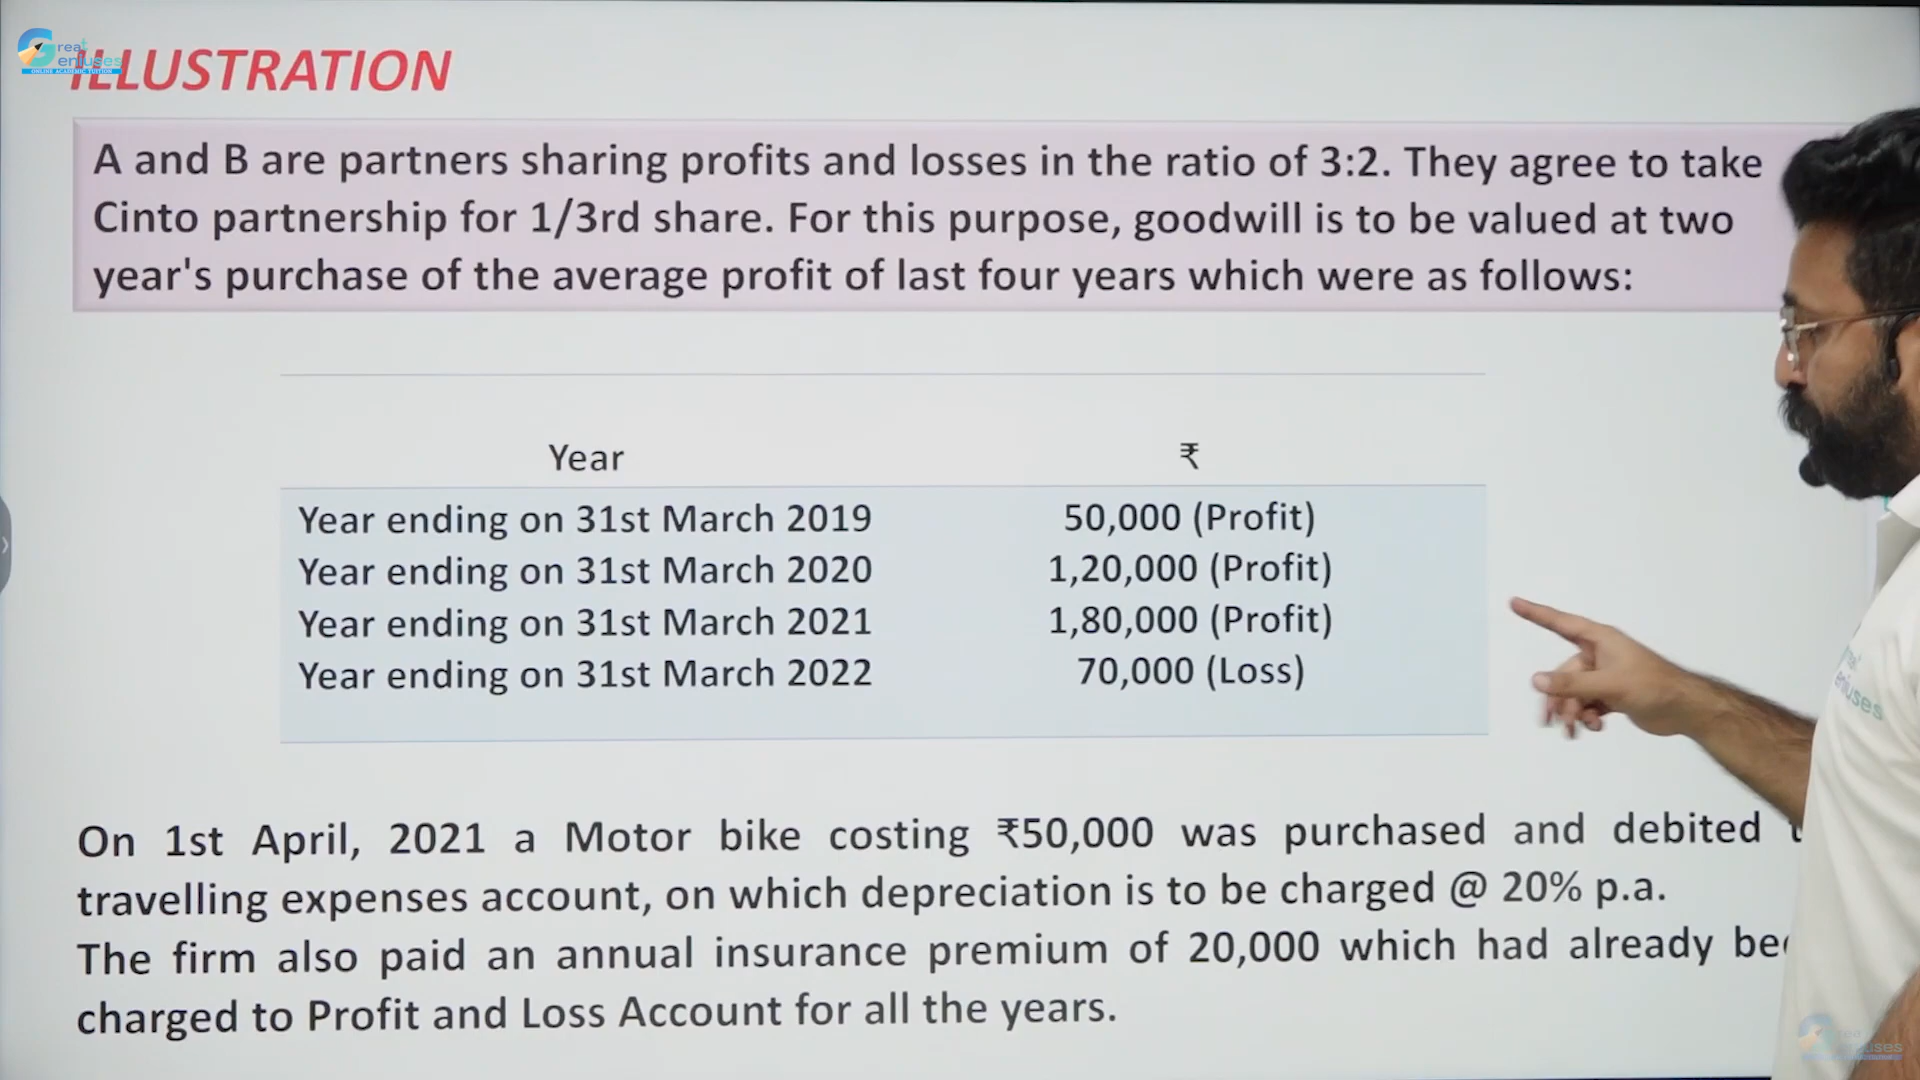 Great
Geniuses
ONLINE ACADEMIC TUITION
ILLUSTRATION
A and B are partners sharing profits and losses in the ratio of 3:2. They agree to take
Cinto partnership for 1/3rd share. For this purpose, goodwill is to be valued at two
year's purchase of the average profit of last four years which were as follows:
Year ₹
Year ending on 31st March 2019 50,000 (Profit)
Year ending on 31st March 2020 1,20,000 (Profit)
Year ending on 31st March 2021 1,80,000 (Profit)
Year ending on 31st March 2022 70,000 (Loss)
On 1st April, 2021 a Motor bike costing ₹50,000 was purchased and debited
travelling expenses account, on which depreciation is to be charged @ 20% p.a.
The firm also paid an annual insurance premium of 20,000 which had already
charged to Profit and Loss Account for all the years.